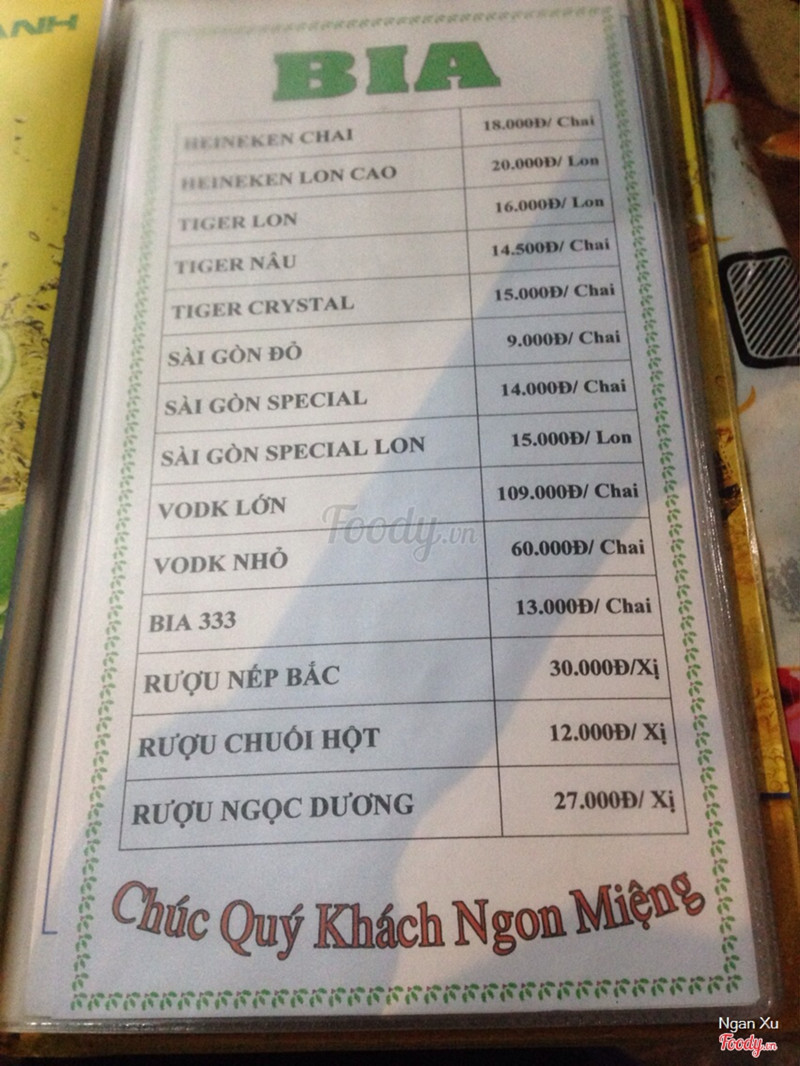 ANH
BIA
HEINEKEN CHAI 18.000Đ/ Chai
HEINEKEN LON CAO 20.000Đ/ Lon
TIGER LON 16.000Đ/ Lon
TIGER NÂU 14.500Đ/ Chai
TIGER CRYSTAL 15.000Đ/ Chai
SÀI GÒN ĐỎ 9.000Đ/ Chai
SÀI GÒN SPECIAL 14.000Đ/ Chai
SÀI GÒN SPECIAL LON 15.000Đ/ Lon
VODK LỚN 109.000Đ/ Chai
VODK NHỎ 60.000Đ/ Chai
BIA 333 13.000Đ/ Chai
RƯỢU NÉP BẮC 30.000Đ/Xị
RƯỢU CHUỐI HỘT 12.000Đ/ Xị
RƯỢU NGỌC DƯƠNG 27.000Đ/ Xị
Chúc Quý Khách Ngon Miệng
Foody.vn
Ngan Xu
Foody.vn